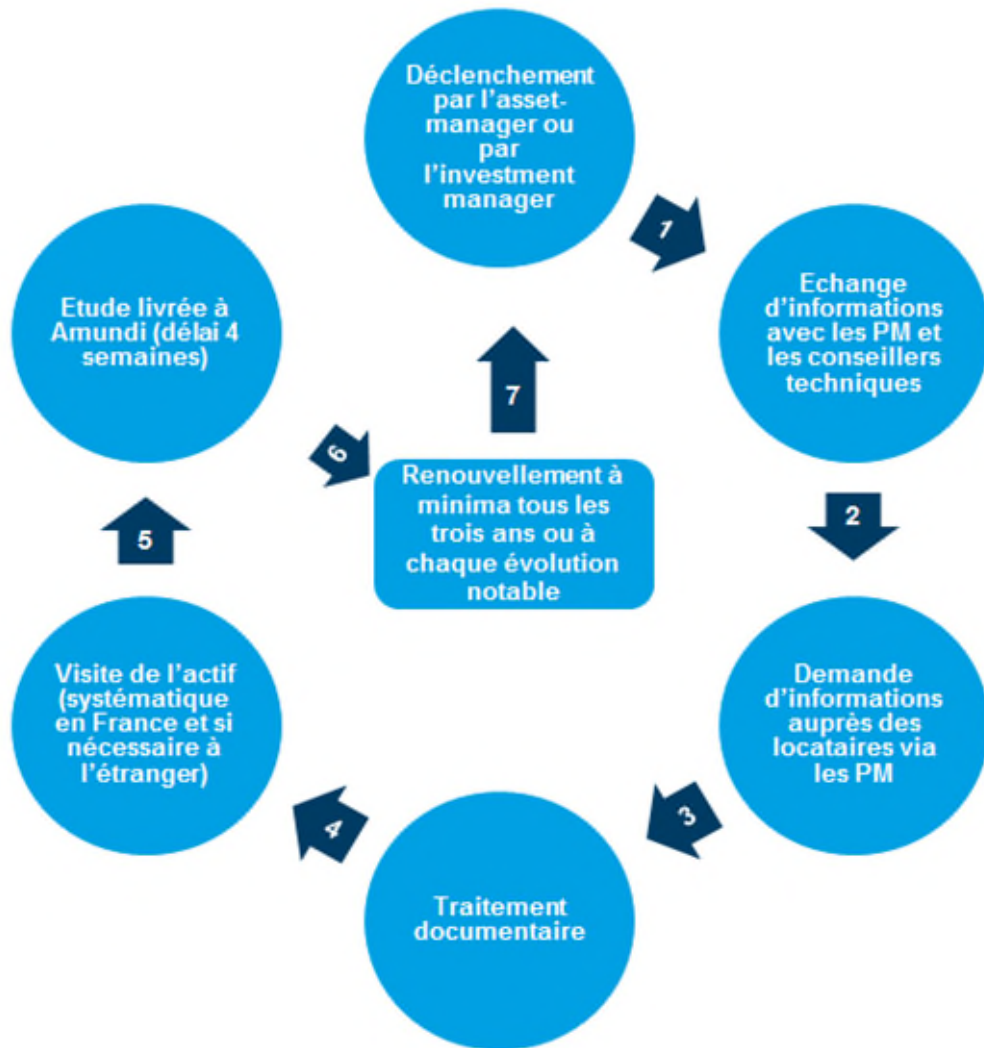 Déclenchement
par l'asset-
manager ou
par
l'investment
manager
1
Echange
d'informations
avec les PM et
les conseillers
techniques
2
Demande
d'informations
auprès des
locataires via
les PM
3
Traitement
documentaire
4
Visite de l'actif
(systématique
en France et si
nécessaire à
l'étranger)
5
Etude livrée à
Amundi (délai 4
semaines)
6
Renouvellement à
minima tous les
trois ans ou à
chaque évolution
notable
7